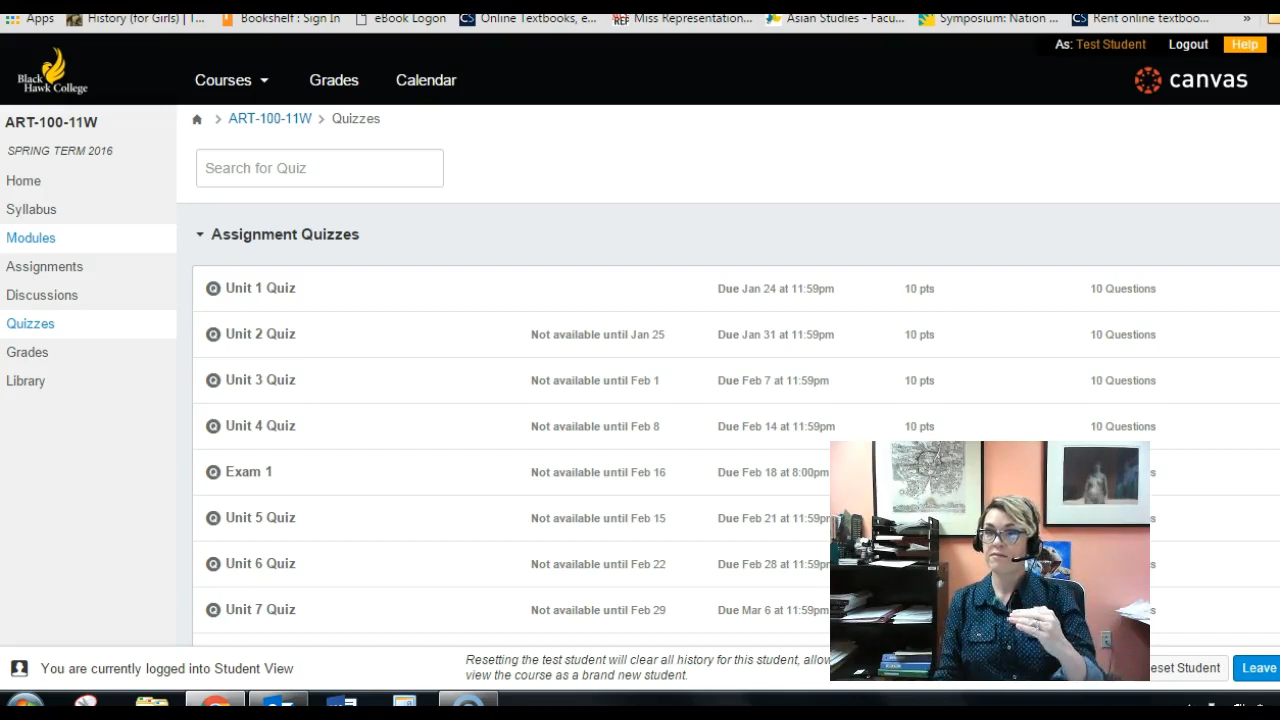 Apps History (for Girls) | T... Bookshelf : Sign In eBook Logon CS Online Textbooks, e... Miss Representation... Asian Studies - Facu... Symposium: Nation ... CS Rent online textboo... »
As: Test Student Logout Help
Black Hawk College
Courses Grades Calendar canvas
ART-100-11W
SPRING TERM 2016
Home
Syllabus
Modules
Assignments
Discussions
Quizzes
Grades
Library
ART-100-11W > Quizzes
Search for Quiz
Assignment Quizzes
Unit 1 Quiz Due Jan 24 at 11:59pm 10 pts 10 Questions
Unit 2 Quiz Not available until Jan 25 Due Jan 31 at 11:59pm 10 pts 10 Questions
Unit 3 Quiz Not available until Feb 1 Due Feb 7 at 11:59pm 10 pts 10 Questions
Unit 4 Quiz Not available until Feb 8 Due Feb 14 at 11:59pm 10 pts 10 Questions
Exam 1 Not available until Feb 16 Due Feb 18 at 8:00pm
Unit 5 Quiz Not available until Feb 15 Due Feb 21 at 11:59pm
Unit 6 Quiz Not available until Feb 22 Due Feb 28 at 11:59pm
Unit 7 Quiz Not available until Feb 29 Due Mar 6 at 11:59pm
You are currently logged into Student View
Resetting the test student will clear all history for this student, allow
view the course as a brand new student.
eset Student Leave